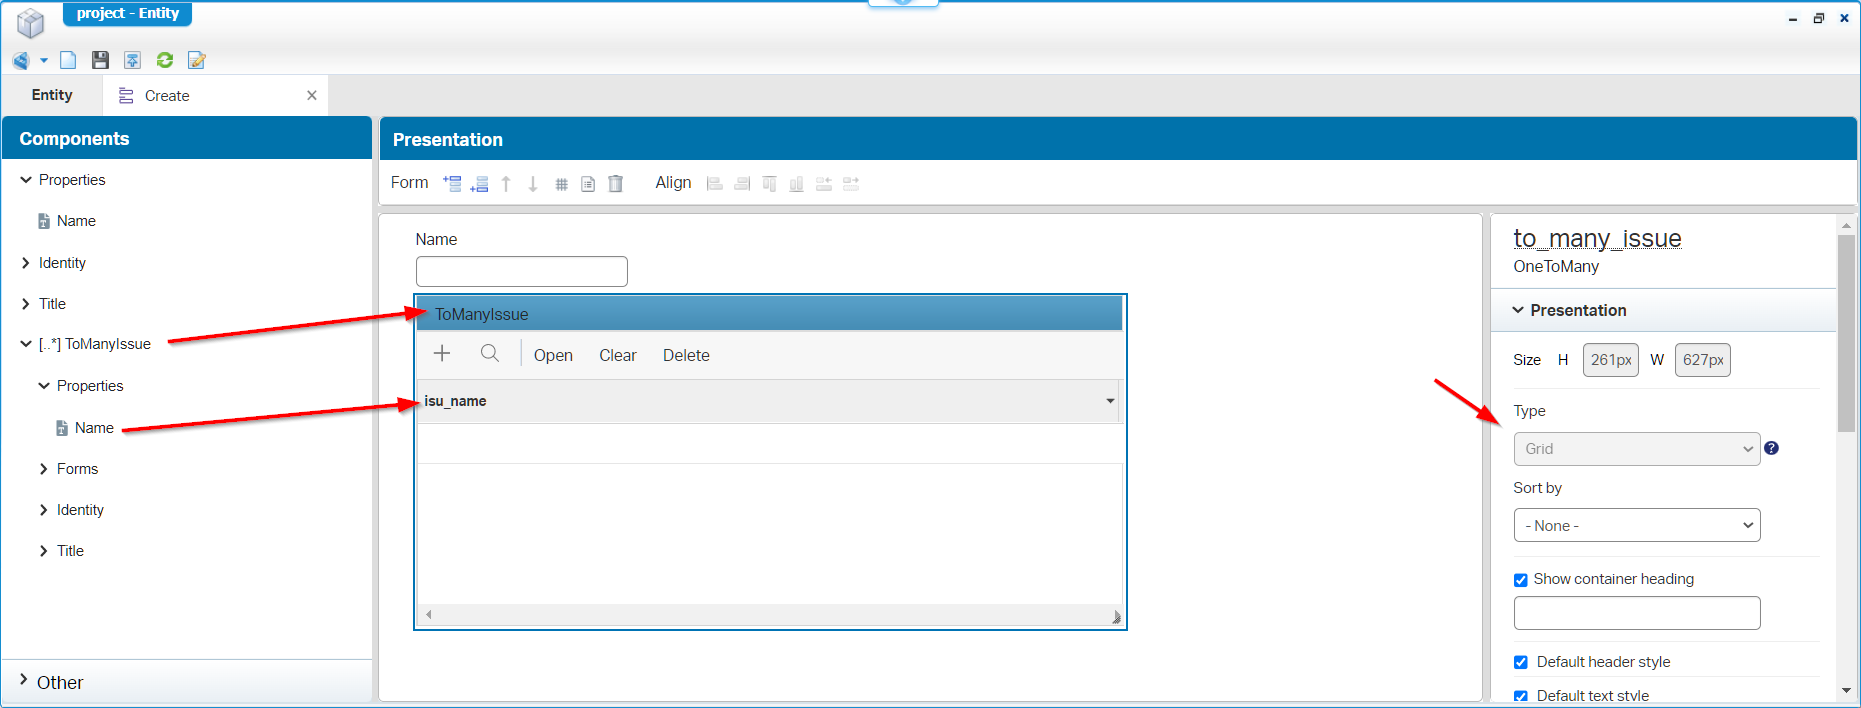 project - Entity
Entity
Create
Components
Properties
Name
Identity
Title
[..*] ToManyIssue
Properties
Name
Forms
Identity
Title
Other
Presentation
Form
Align
Name
ToManyIssue
Open Clear Delete
isu_name
to_many_issue
OneToMany
Presentation
Size H 261px W 627px
Type
Grid
Sort by
- None -
Show container heading
Default header style
Default text style